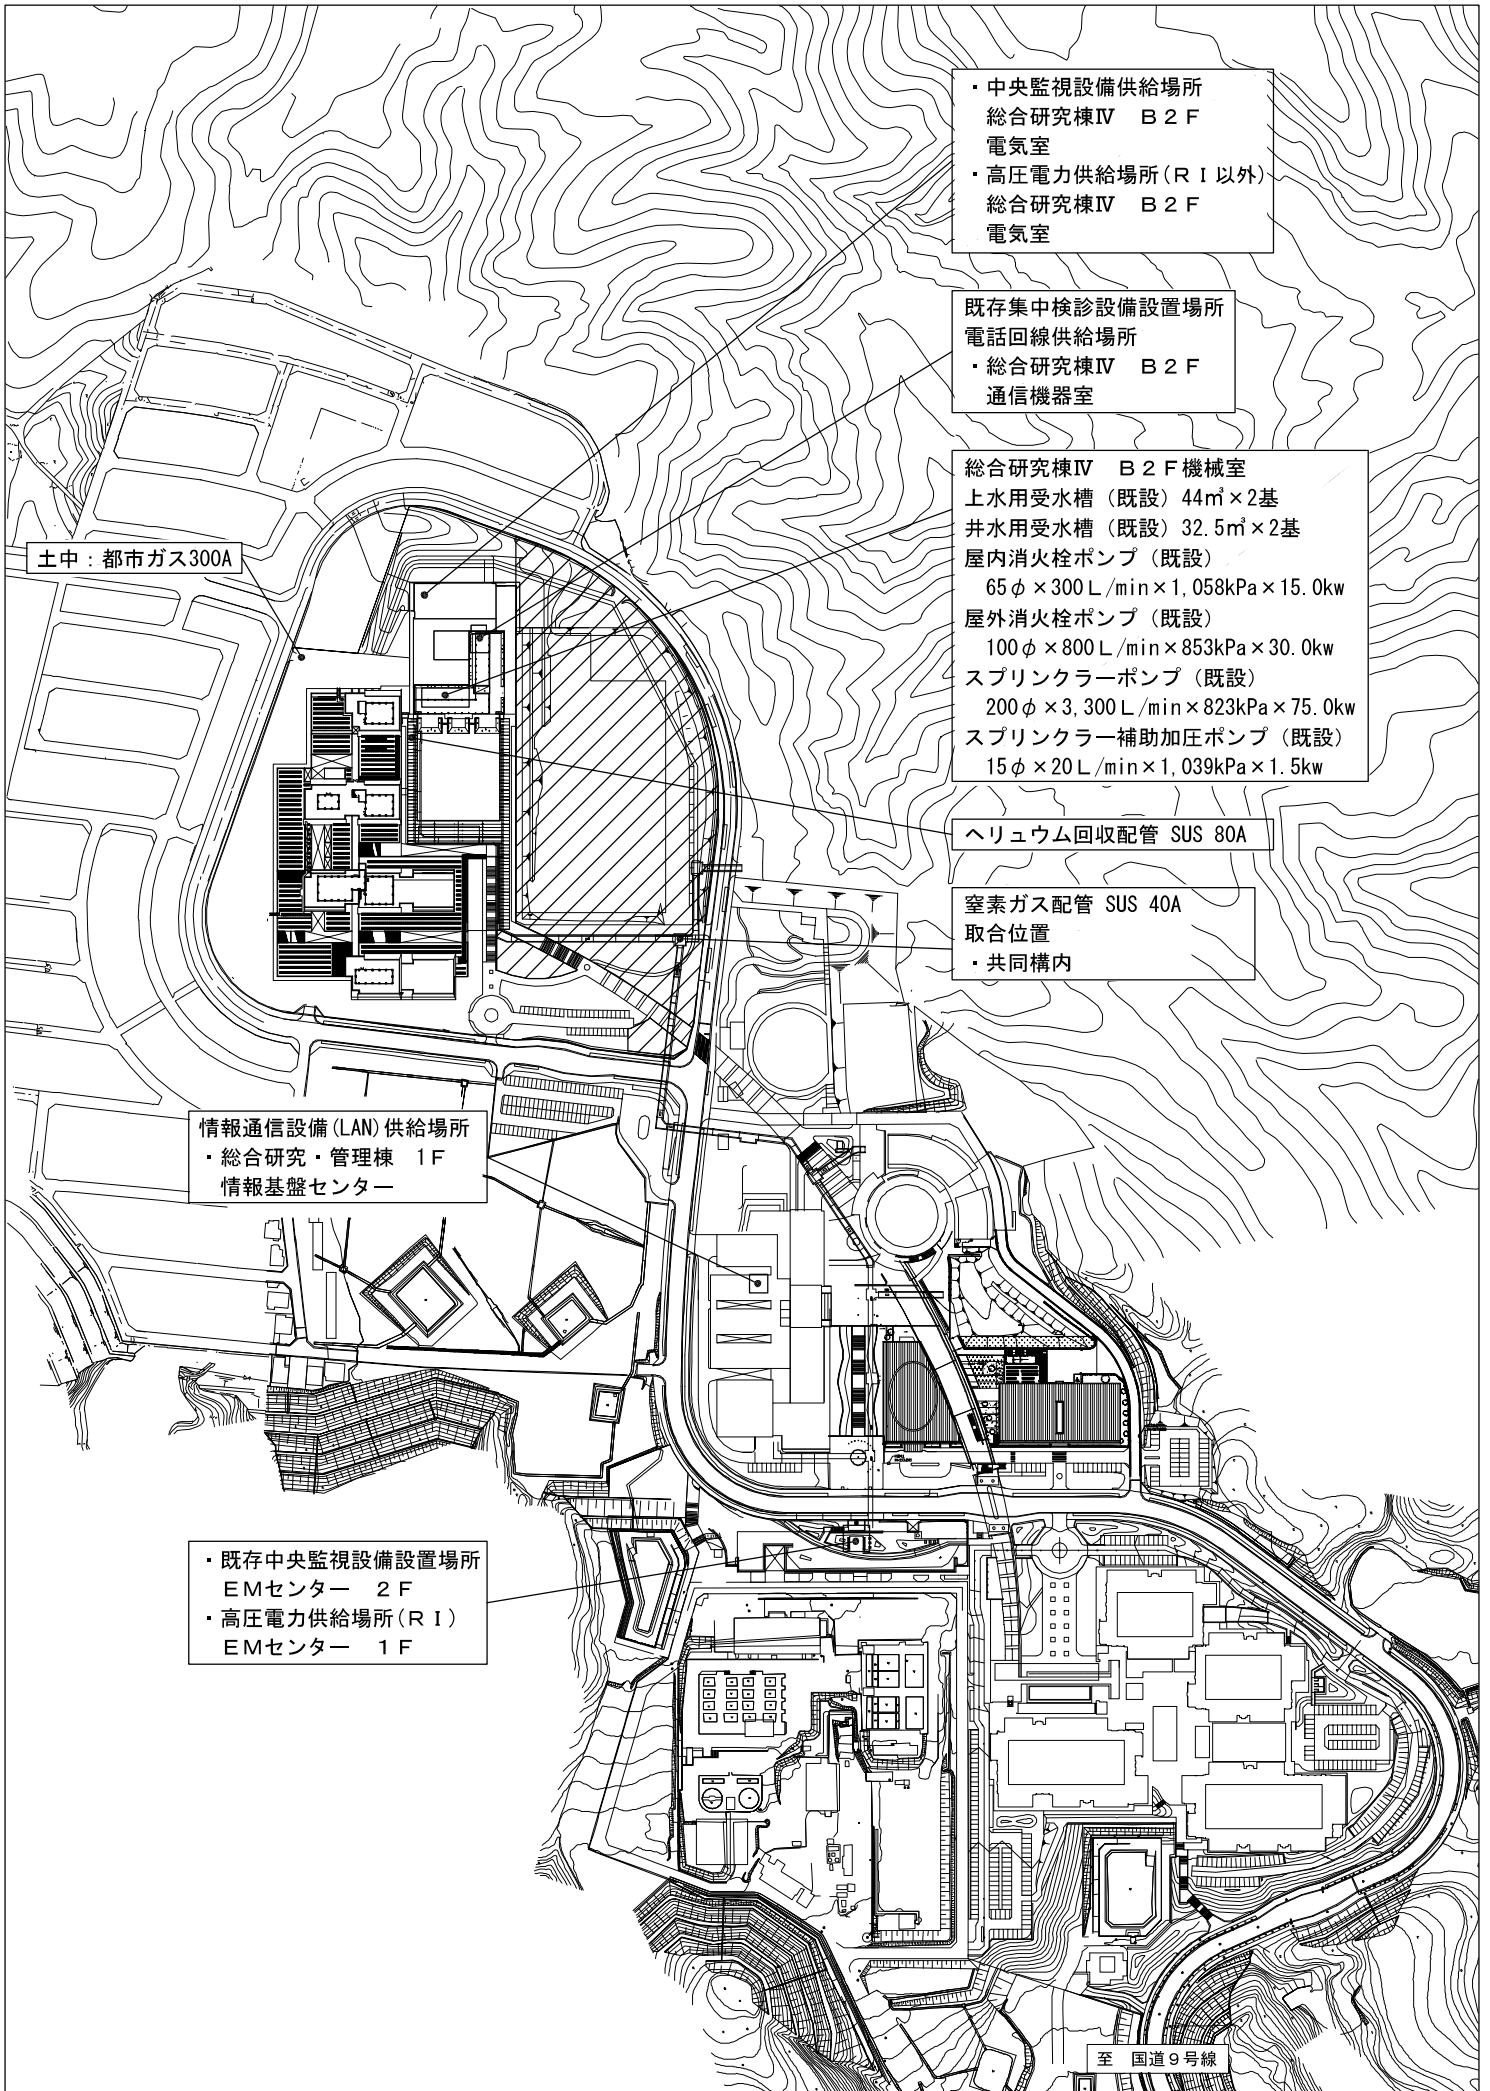 ・中央監視設備供給場所
総合研究棟Ⅳ　Ｂ２Ｆ
電気室
・高圧電力供給場所(ＲＩ以外)
総合研究棟Ⅳ　Ｂ２Ｆ
電気室
既存集中検診設備設置場所
電話回線供給場所
・総合研究棟Ⅳ　Ｂ２Ｆ
通信機器室
総合研究棟Ⅳ　Ｂ２Ｆ機械室
上水用受水槽（既設）44㎥×2基
井水用受水槽（既設）32.5㎥×2基
屋内消火栓ポンプ（既設）
65φ×300Ｌ/min×1,058kPa×15.0kw
屋外消火栓ポンプ（既設）
100φ×800Ｌ/min×853kPa×30.0kw
スプリンクラーポンプ（既設）
200φ×3,300Ｌ/min×823kPa×75.0kw
スプリンクラー補助加圧ポンプ（既設）
15φ×20Ｌ/min×1,039kPa×1.5kw
土中：都市ガス300A
ヘリュウム回収配管 SUS 80A
窒素ガス配管 SUS 40A
取合位置
・共同構内
情報通信設備(LAN)供給場所
・総合研究・管理棟　1Ｆ
情報基盤センター
・既存中央監視設備設置場所
ＥＭセンター　２Ｆ
・高圧電力供給場所(ＲＩ)
ＥＭセンター　１Ｆ
至　国道９号線